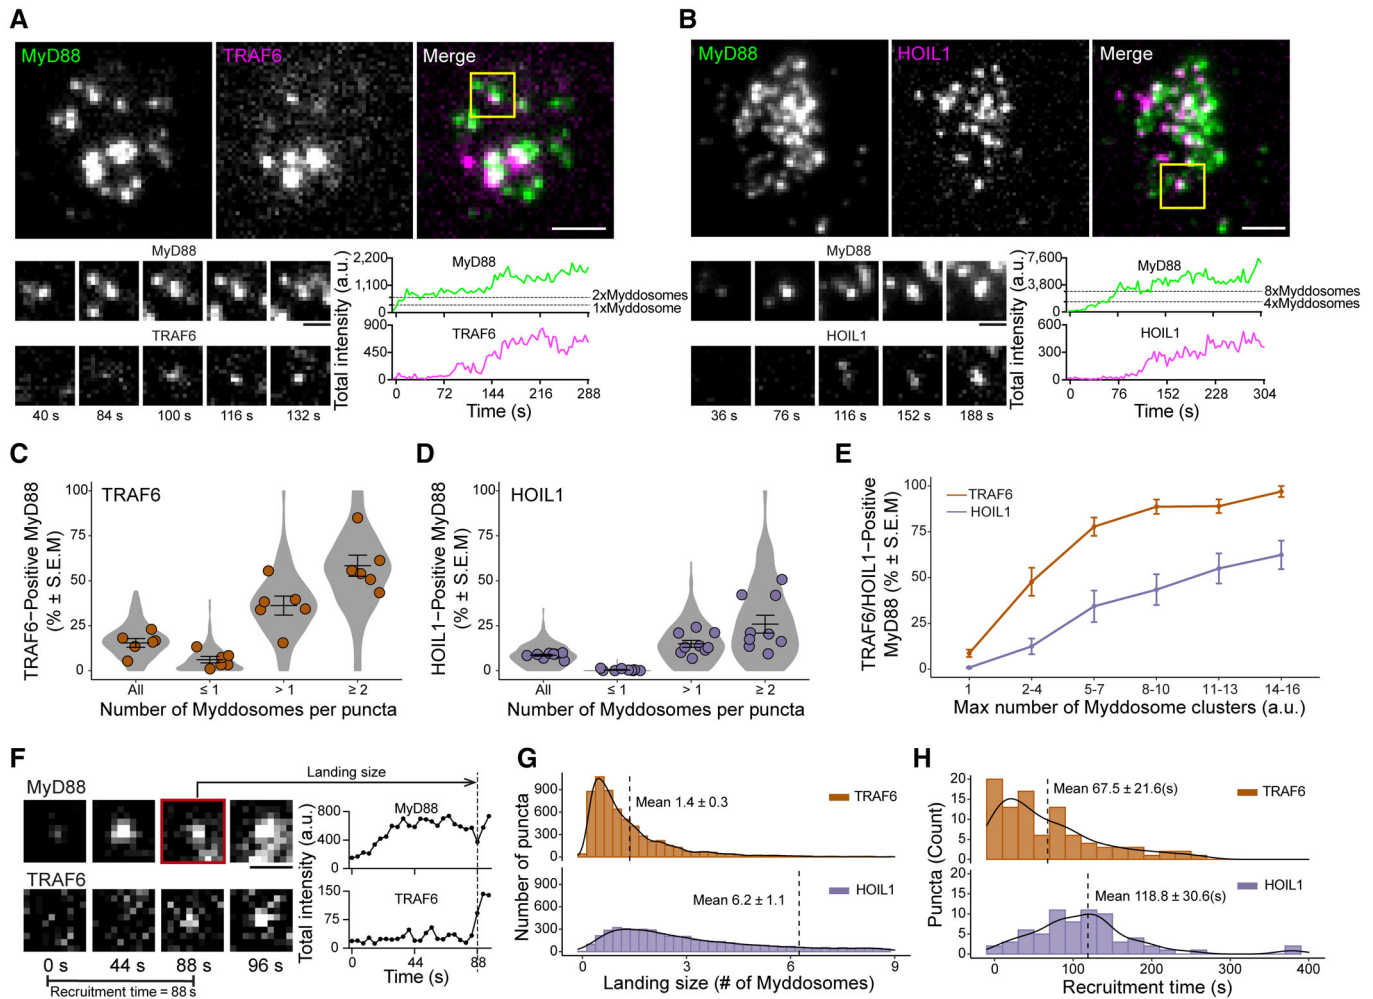 A
MyD88
TRAF6
Merge
MyD88
TRAF6
40 s
84 s
100 s
116 s
132 s
Total intensity (a.u.)
2,200
1,100
0
MyD88
2xMyddosomes
1xMyddosome
900
450
0
TRAF6
0
72
144
216
288
Time (s)
B
MyD88
HOIL1
Merge
MyD88
HOIL1
36 s
76 s
116 s
152 s
188 s
Total intensity (a.u.)
7,600
3,800
0
MyD88
8xMyddosomes
4xMyddosome
600
300
0
HOIL1
0
76
152
228
304
Time (s)
C
TRAF6−Positive MyD88
(% ± S.E.M)
100
75
50
25
0
TRAF6
All
≤ 1
> 1
≥ 2
Number of Myddosomes per puncta
D
HOIL1−Positive MyD88
(% ± S.E.M)
100
75
50
25
0
HOIL1
All
≤ 1
> 1
≥ 2
Number of Myddosomes per puncta
E
TRAF6/HOIL1−Positive
MyD88 (% ± S.E.M)
100
75
50
25
0
TRAF6
HOIL1
1
2-4
5-7
8-10
11-13
14-16
Max number of Myddosome clusters (a.u.)
F
MyD88
TRAF6
0 s
44 s
88 s
96 s
Recruitment time = 88 s
Landing size
Total intensity (a.u.)
800
400
0
MyD88
150
75
0
TRAF6
0
44
88
Time (s)
G
Number of puncta
900
600
300
0
Mean 1.4 ± 0.3
TRAF6
900
600
300
0
Mean 6.2 ± 1.1
HOIL1
0
3
6
9
Landing size (# of Myddosomes)
H
Puncta (Count)
20
15
10
5
0
Mean 67.5 ± 21.6(s)
TRAF6
20
15
10
5
0
Mean 118.8 ± 30.6(s)
HOIL1
0
100
200
300
400
Recruitment time (s)